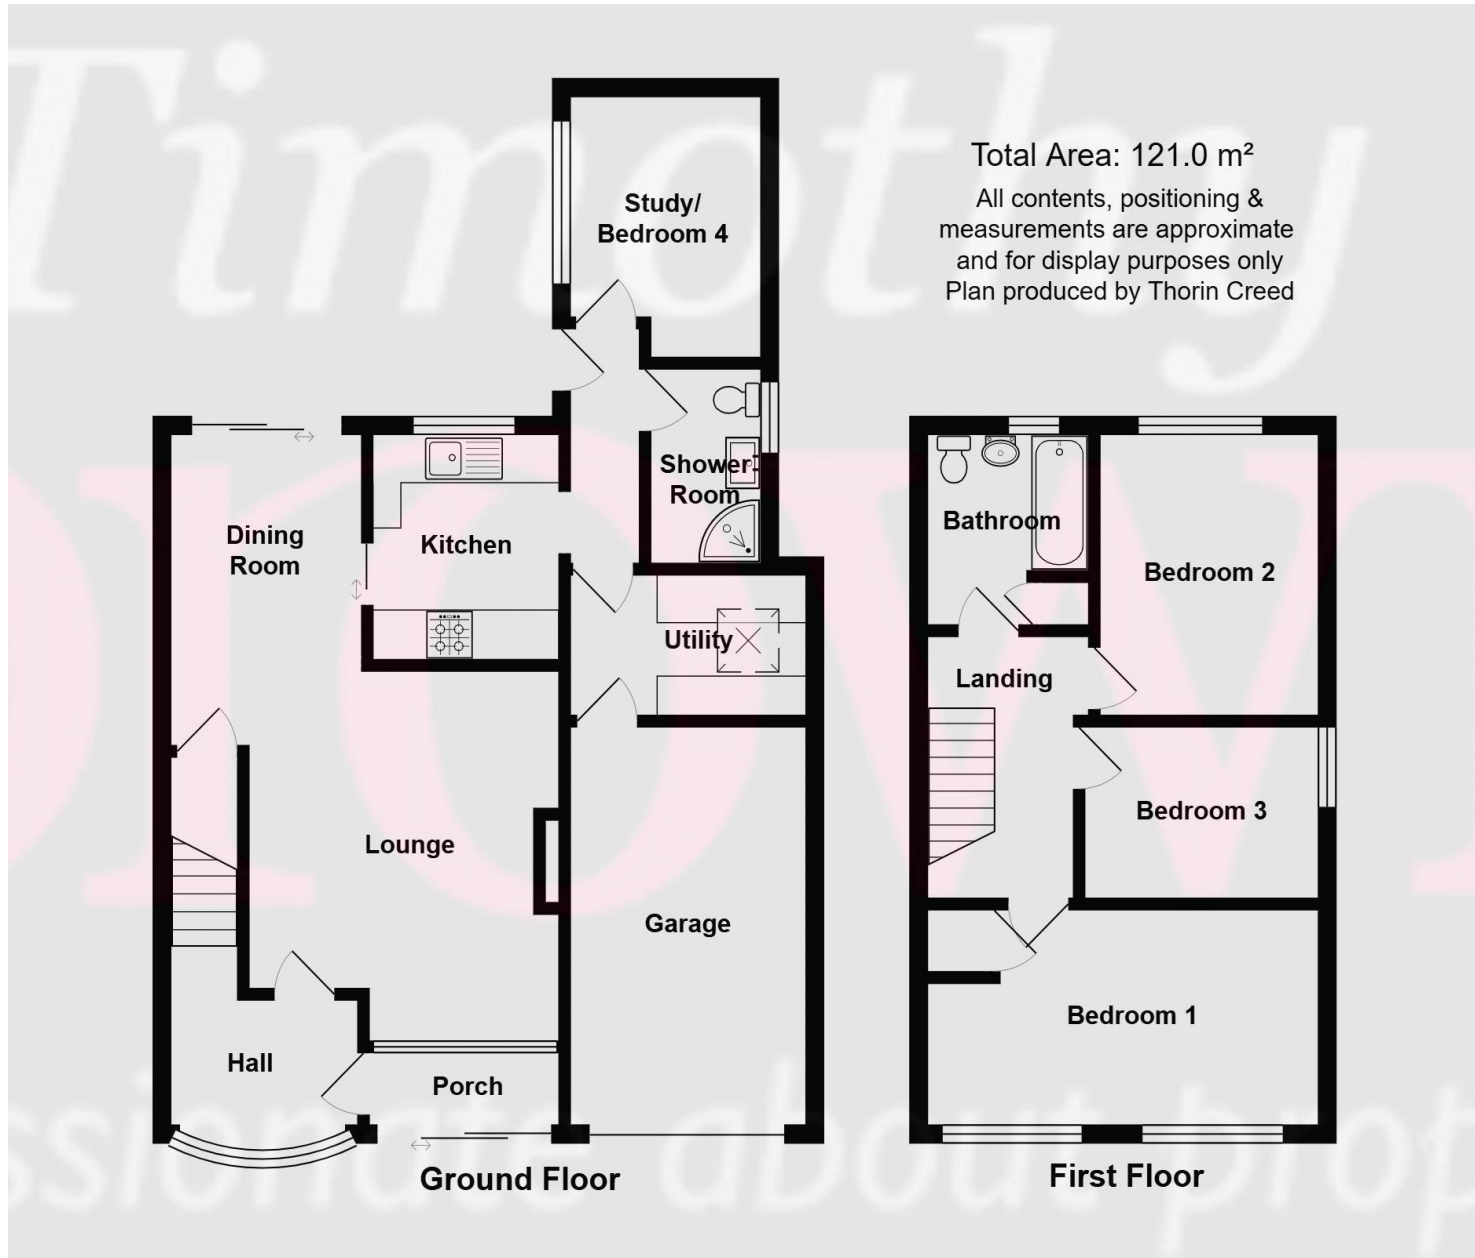 Timothy
Total Area: 121.0 m²
All contents, positioning &
measurements are approximate
and for display purposes only
Plan produced by Thorin Creed
Study/
Bedroom 4
Shower
Room
Dining
Room
Kitchen
Utility
Lounge
Garage
Hall
Porch
Ground Floor
Bathroom
Bedroom 2
Landing
Bedroom 3
Bedroom 1
First Floor
about